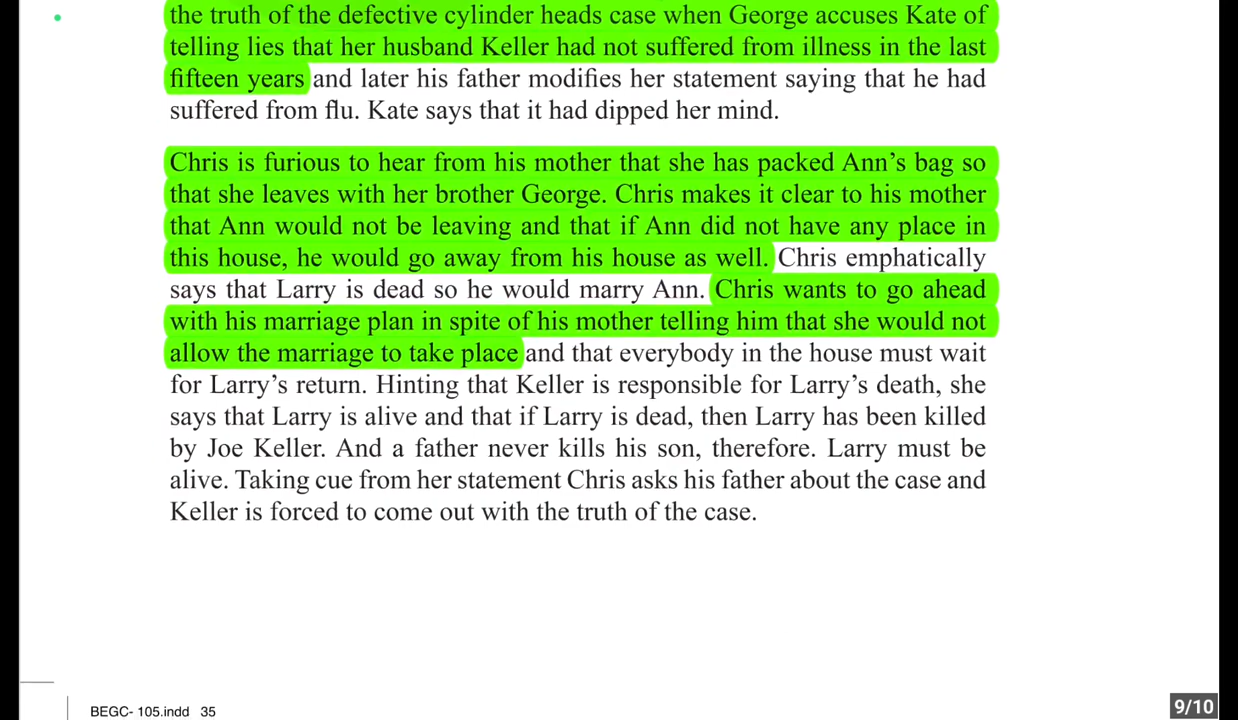 the truth of the defective cylinder heads case when George accuses Kate of
telling lies that her husband Keller had not suffered from illness in the last
fifteen years and later his father modifies her statement saying that he had
suffered from flu. Kate says that it had dipped her mind.
Chris is furious to hear from his mother that she has packed Ann’s bag so
that she leaves with her brother George. Chris makes it clear to his mother
that Ann would not be leaving and that if Ann did not have any place in
this house, he would go away from his house as well. Chris emphatically
says that Larry is dead so he would marry Ann. Chris wants to go ahead
with his marriage plan in spite of his mother telling him that she would not
allow the marriage to take place and that everybody in the house must wait
for Larry’s return. Hinting that Keller is responsible for Larry’s death, she
says that Larry is alive and that if Larry is dead, then Larry has been killed
by Joe Keller. And a father never kills his son, therefore. Larry must be
alive. Taking cue from her statement Chris asks his father about the case and
Keller is forced to come out with the truth of the case.
BEGC- 105.indd 35
9/10